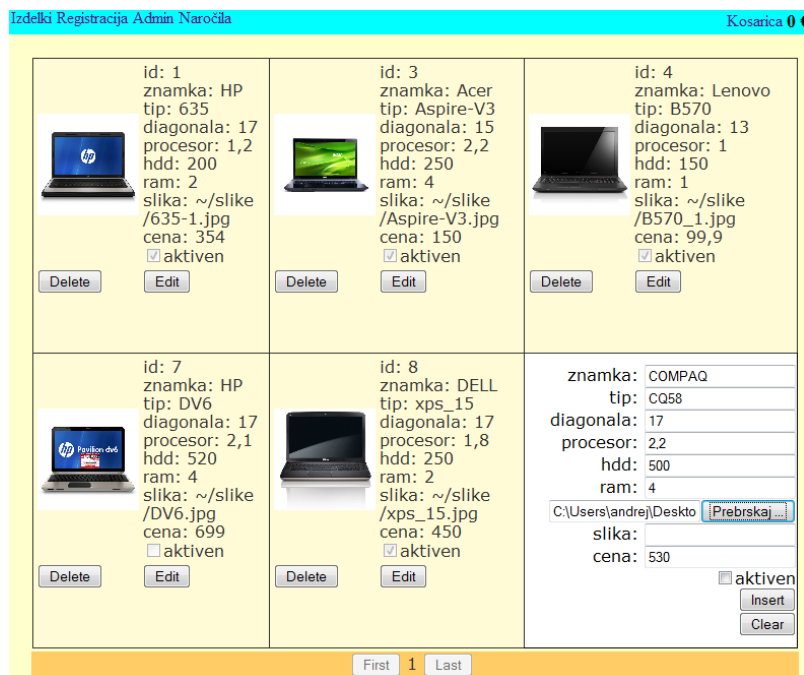 Izdelki Registracija Admin Naročila
Kosarica 0 €
id: 1
znamka: HP
tip: 635
diagonala: 17
procesor: 1,2
hdd: 200
ram: 2
slika: ~/slike
/635-1.jpg
cena: 354
aktiven
Delete Edit
id: 3
znamka: Acer
tip: Aspire-V3
diagonala: 15
procesor: 2,2
hdd: 250
ram: 4
slika: ~/slike
/Aspire-V3.jpg
cena: 150
aktiven
Delete Edit
id: 4
znamka: Lenovo
tip: B570
diagonala: 13
procesor: 1
hdd: 150
ram: 1
slika: ~/slike
/B570_1.jpg
cena: 99,9
aktiven
Delete Edit
hp
id: 7
znamka: HP
tip: DV6
diagonala: 17
procesor: 2,1
hdd: 520
ram: 4
slika: ~/slike
/DV6.jpg
cena: 699
aktiven
Delete Edit
hp Pavilion dv6
id: 8
znamka: DELL
tip: xps_15
diagonala: 17
procesor: 1,8
hdd: 250
ram: 2
slika: ~/slike
/xps_15.jpg
cena: 450
aktiven
Delete Edit
znamka: COMPAQ
tip: CQ58
diagonala: 17
procesor: 2,2
hdd: 500
ram: 4
C:\Users\andrej\Deskto Prebrskaj ...
slika:
cena: 530
aktiven
Insert
Clear
First 1 Last